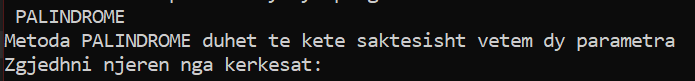 PALINDROME
Metoda PALINDROME duhet te kete saktesisht vetem dy parametra
Zgjedhni njeren nga kerkesat: